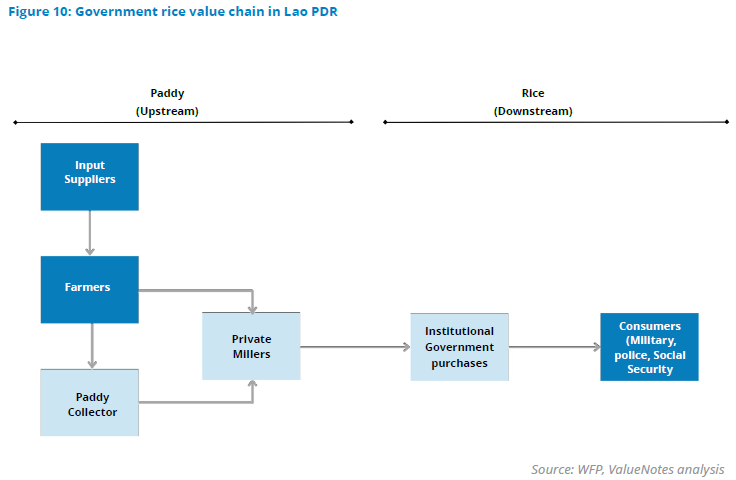 Figure 10: Government rice value chain in Lao PDR
Paddy
(Upstream)
Rice
(Downstream)
Input
Suppliers
Farmers
Paddy
Collector
Private
Millers
Institutional
Government
purchases
Consumers
(Military,
police, Social
Security
Source: WFP, ValueNotes analysis